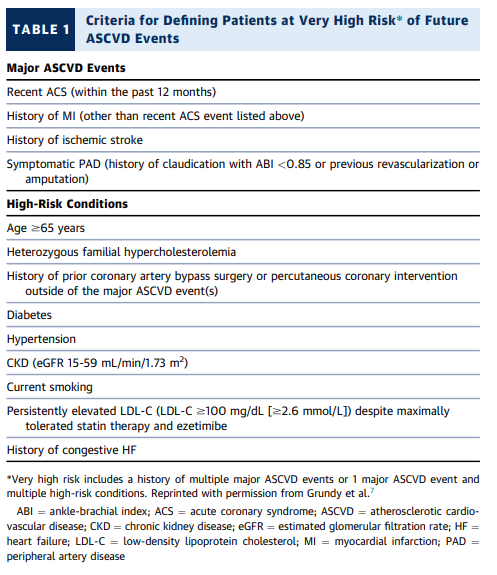 TABLE 1
Criteria for Defining Patients at Very High Risk* of Future
ASCVD Events
Major ASCVD Events
Recent ACS (within the past 12 months)
History of MI (other than recent ACS event listed above)
History of ischemic stroke
Symptomatic PAD (history of claudication with ABI <0.85 or previous revascularization or
amputation)
High-Risk Conditions
Age ≥65 years
Heterozygous familial hypercholesterolemia
History of prior coronary artery bypass surgery or percutaneous coronary intervention
outside of the major ASCVD event(s)
Diabetes
Hypertension
CKD (eGFR 15-59 mL/min/1.73 m²)
Current smoking
Persistently elevated LDL-C (LDL-C ≥100 mg/dL [≥2.6 mmol/L]) despite maximally
tolerated statin therapy and ezetimibe
History of congestive HF
*Very high risk includes a history of multiple major ASCVD events or 1 major ASCVD event and
multiple high-risk conditions. Reprinted with permission from Grundy et al.⁷
ABI = ankle-brachial index; ACS = acute coronary syndrome; ASCVD = atherosclerotic cardio-
vascular disease; CKD = chronic kidney disease; eGFR = estimated glomerular filtration rate; HF =
heart failure; LDL-C = low-density lipoprotein cholesterol; MI = myocardial infarction; PAD =
peripheral artery disease